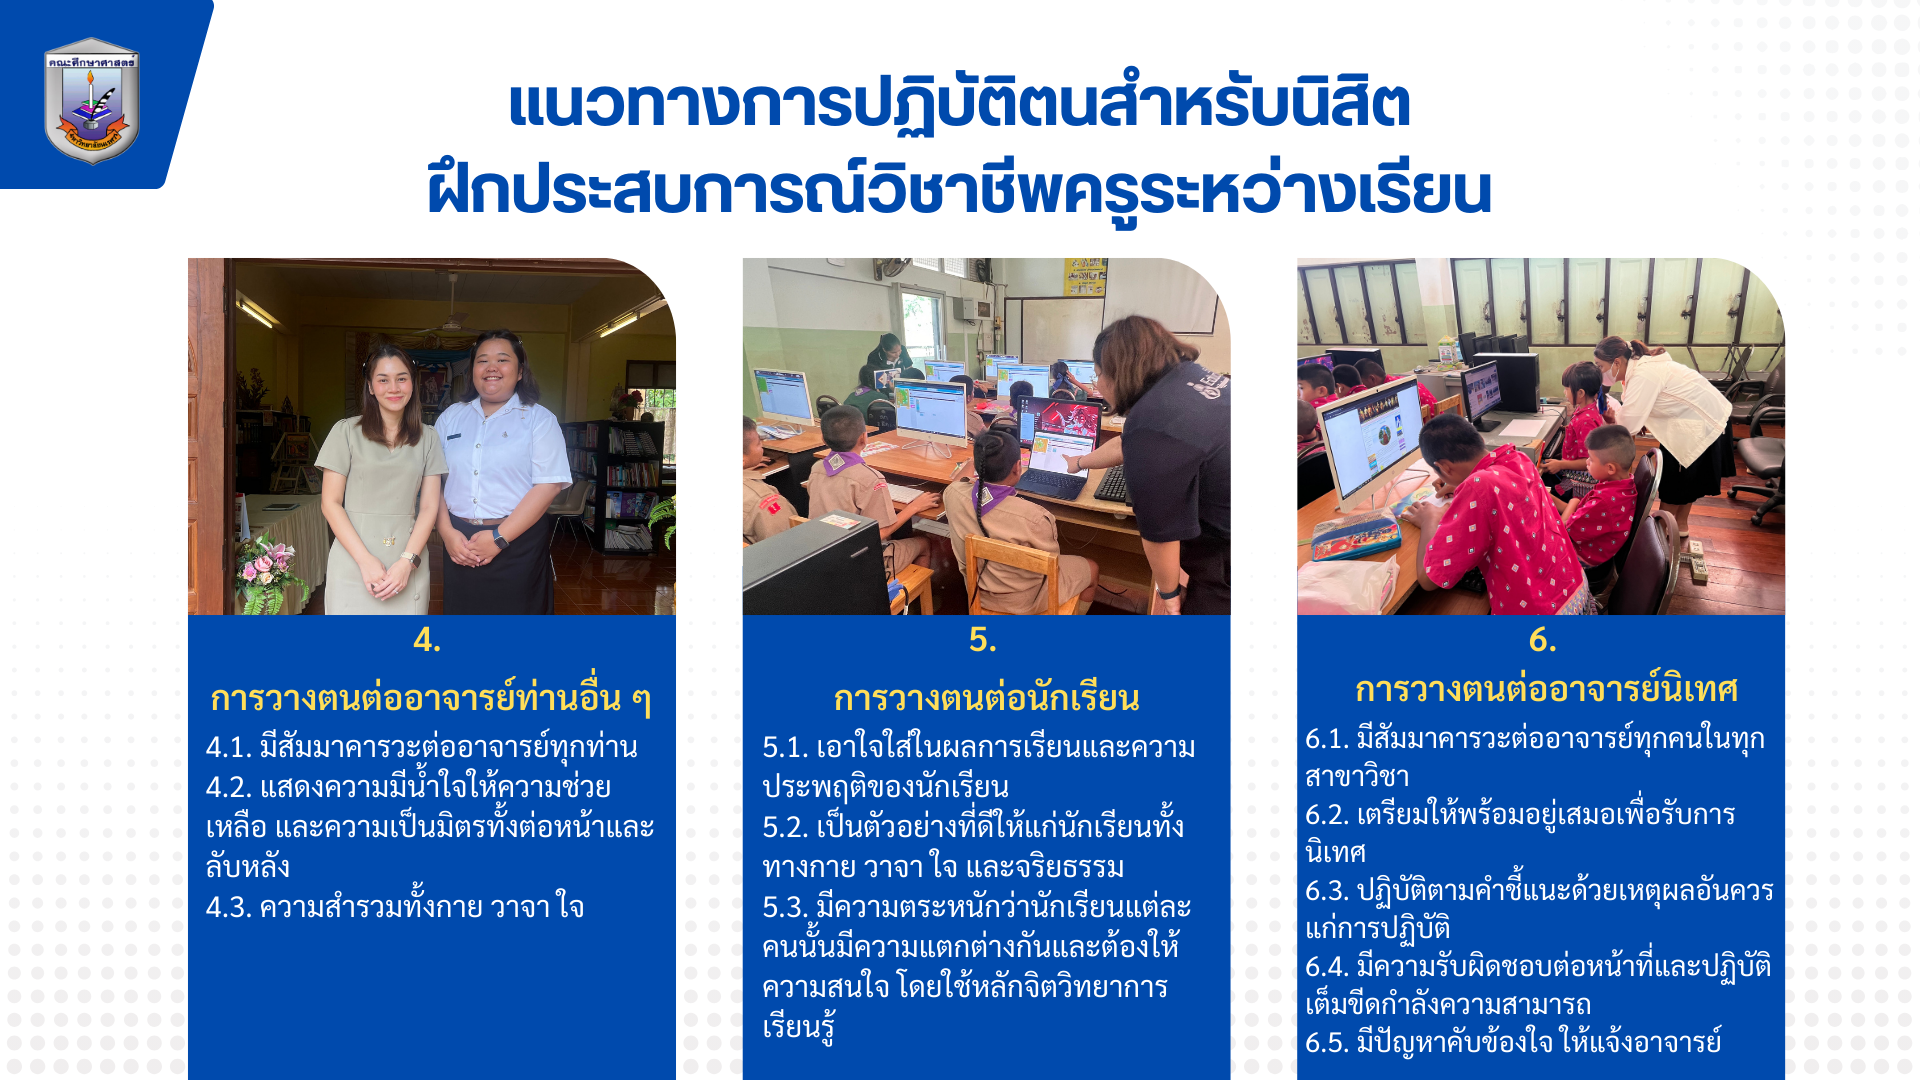 คณะศึกษาศาสตร์
แนวทางการปฏิบัติตนสำหรับนิสิต
ฝึกประสบการณ์วิชาชีพครูระหว่างเรียน
4.
การวางตนต่ออาจารย์ท่านอื่น ๆ
4.1. มีสัมมาคารวะต่ออาจารย์ทุกท่าน
4.2. แสดงความมีน้ำใจให้ความช่วย
เหลือ และความเป็นมิตรทั้งต่อหน้าและ
ลับหลัง
4.3. ความสำรวมทั้งกาย วาจา ใจ
5.
การวางตนต่อนักเรียน
5.1. เอาใจใส่ในผลการเรียนและความ
ประพฤติของนักเรียน
5.2. เป็นตัวอย่างที่ดีให้แก่นักเรียนทั้ง
ทางกาย วาจา ใจ และจริยธรรม
5.3. มีความตระหนักว่านักเรียนแต่ละ
คนนั้นมีความแตกต่างกันและต้องให้
ความสนใจ โดยใช้หลักจิตวิทยาการ
เรียนรู้
6.
การวางตนต่ออาจารย์นิเทศ
6.1. มีสัมมาคารวะต่ออาจารย์ทุกคนในทุก
สาขาวิชา
6.2. เตรียมให้พร้อมอยู่เสมอเพื่อรับการ
นิเทศ
6.3. ปฏิบัติตามคำชี้แนะด้วยเหตุผลอันควร
แก่การปฏิบัติ
6.4. มีความรับผิดชอบต่อหน้าที่และปฏิบัติ
เต็มขีดกำลังความสามารถ
6.5. มีปัญหาคับข้องใจ ให้แจ้งอาจารย์